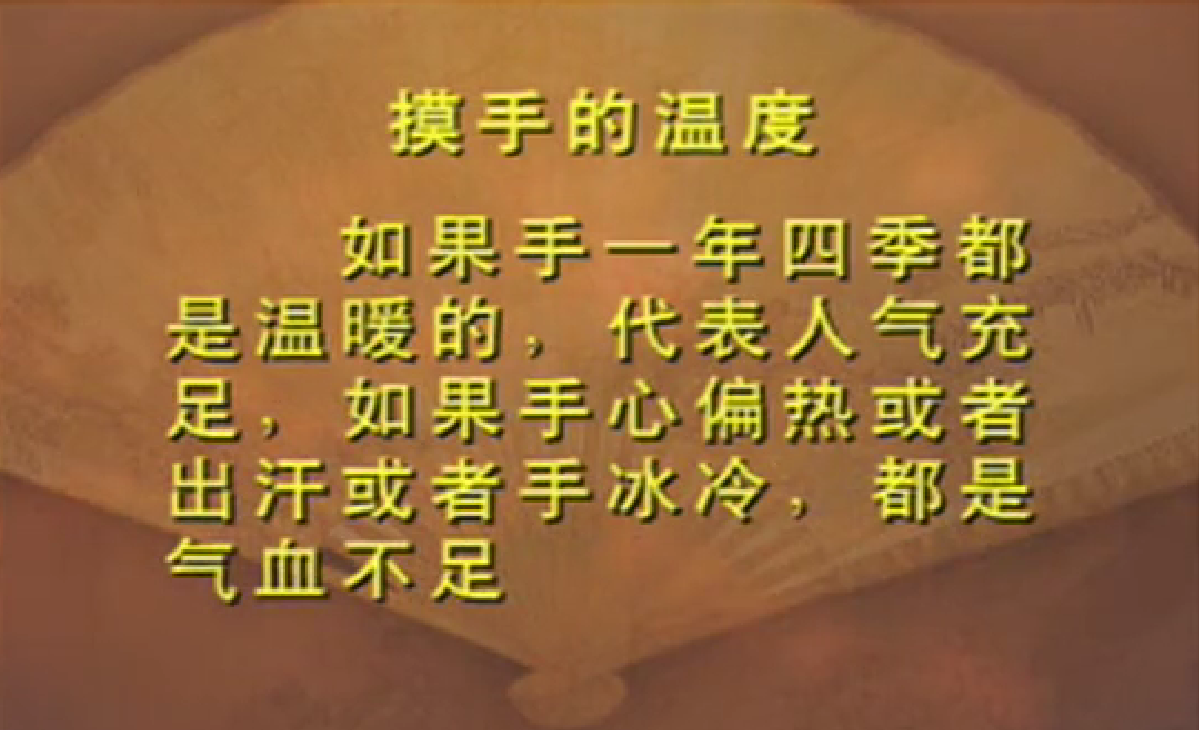 摸手的温度
如果手一年四季都
是温暖的，代表人气充
足，如果手心偏热或者
出汗或者手冰冷，都是
气血不足